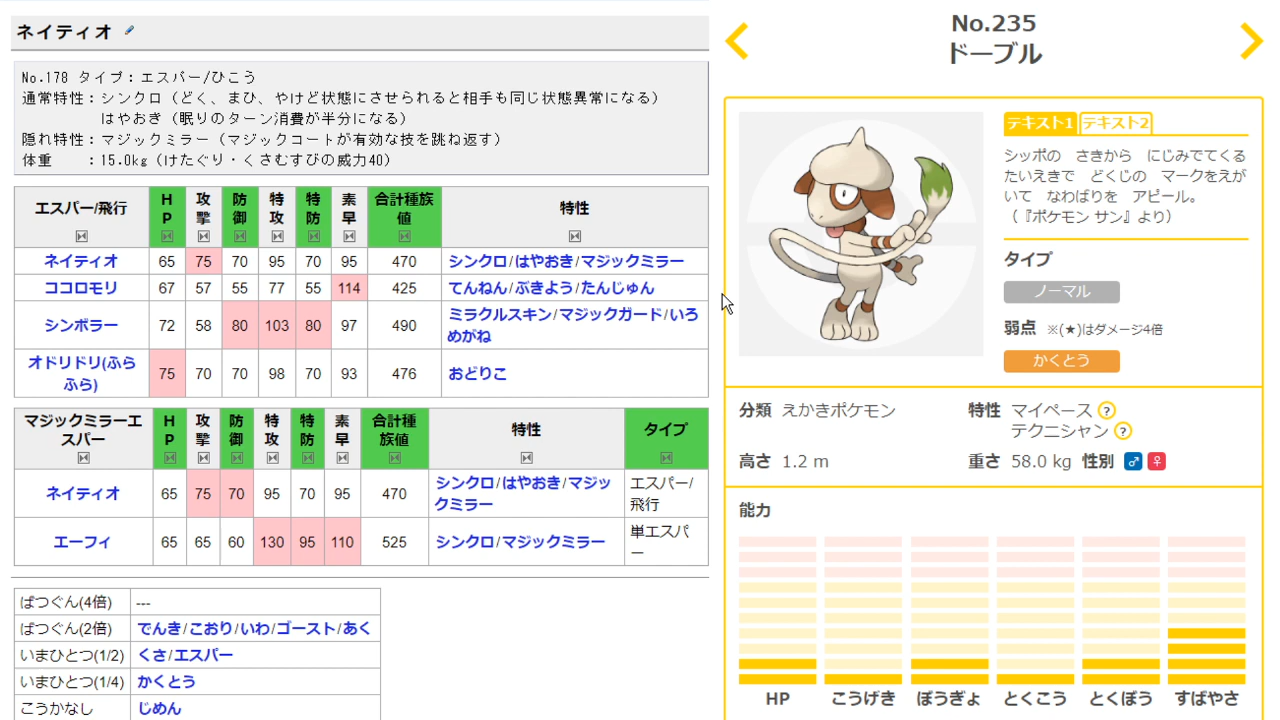 ネイティオ
No.178 タイプ：エスパー/ひこう
通常特性：シンクロ（どく、まひ、やけど状態にさせられると相手も同じ状態異常になる）
はやおき（眠りのターン消費が半分になる）
隠れ特性：マジックミラー（マジックコートが有効な技を跳ね返す）
体重　　：15.0kg（けたぐり・くさむすびの威力40）
エスパー/飛行 HP 攻撃 防御 特攻 特防 素早 合計種族値 特性
ネイティオ 65 75 70 95 70 95 470 シンクロ/はやおき/マジックミラー
ココロモリ 67 57 55 77 55 114 425 てんねん/ぶきよう/たんじゅん
シンボラー 72 58 80 103 80 97 490 ミラクルスキン/マジックガード/いろ
めがね
オドリドリ(ふら
ふら) 75 70 70 98 70 93 476 おどりこ
マジックミラーエ
スパー HP 攻撃 防御 特攻 特防 素早 合計種族値 特性 タイプ
ネイティオ 65 75 70 95 70 95 470 シンクロ/はやおき/マジッ
クミラー エスパー/
飛行
エーフィ 65 65 60 130 95 110 525 シンクロ/マジックミラー 単エスパ
ー
ばつぐん(4倍) ---
ばつぐん(2倍) でんき/こおり/いわ/ゴースト/あく
いまひとつ(1/2) くさ/エスパー
いまひとつ(1/4) かくとう
こうかなし じめん
No.235
ドーブル
テキスト1 テキスト2
シッポの　さきから　にじみでてくる
たいえきで　どくじの　マークをえが
いて　なわばりを　アピール。
（『ポケモン サン』より）
タイプ
ノーマル
弱点 ※(★)はダメージ4倍
かくとう
分類 えかきポケモン
特性 マイペース ?
テクニシャン ?
高さ 1.2 m
重さ 58.0 kg 性別 ♂ ♀
能力
HP こうげき ぼうぎょ とくこう とくぼう すばやさ